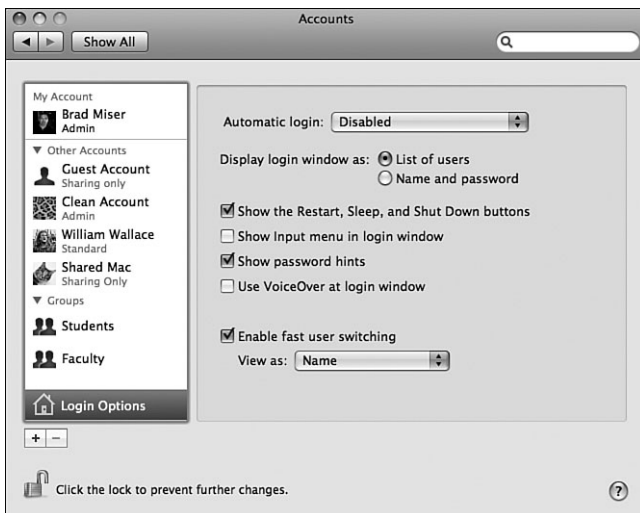 Accounts
Show All
My Account
Brad Miser
Admin
Other Accounts
Guest Account
Sharing only
Clean Account
Admin
William Wallace
Standard
Shared Mac
Sharing Only
Groups
Students
Faculty
Login Options
+ −
Automatic login: Disabled
Display login window as: List of users
Name and password
Show the Restart, Sleep, and Shut Down buttons
Show Input menu in login window
Show password hints
Use VoiceOver at login window
Enable fast user switching
View as: Name
Click the lock to prevent further changes.
?